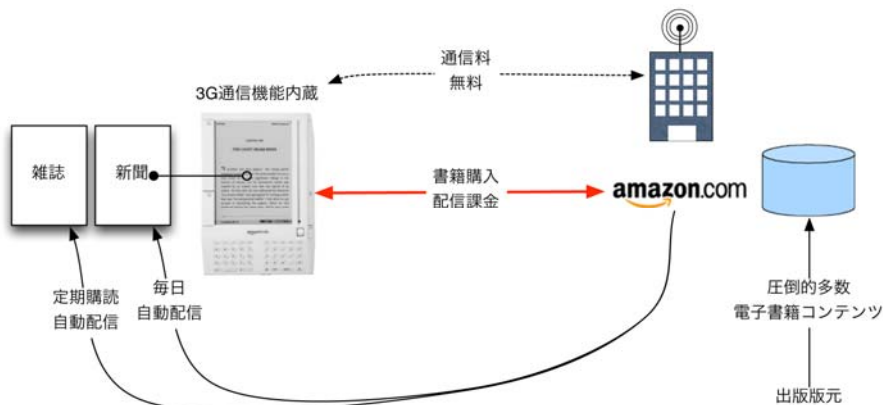 通信料
無料
3G通信機能内蔵
雑誌
新聞
書籍購入
配信課金
amazon.com
定期購読
自動配信
毎日
自動配信
圧倒的多数
電子書籍コンテンツ
出版版元